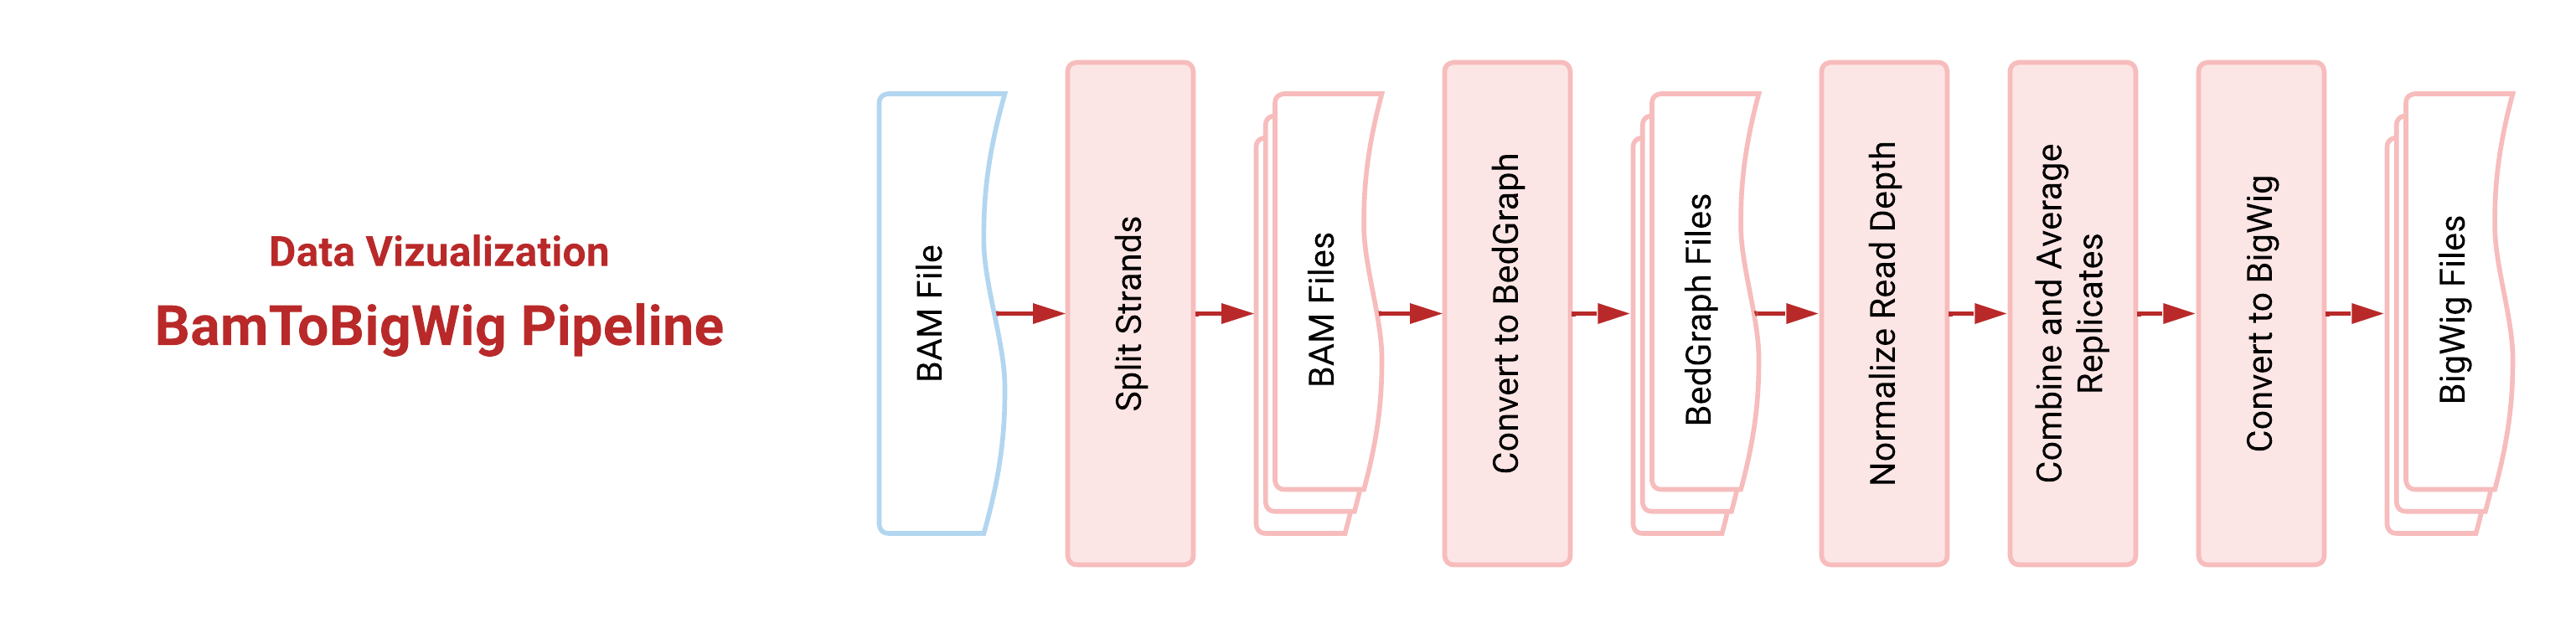 Data Vizualization
BamToBigWig Pipeline
BAM File
Split Strands
BAM Files
Convert to BedGraph
BedGraph Files
Normalize Read Depth
Combine and Average
Replicates
Convert to BigWig
BigWig Files